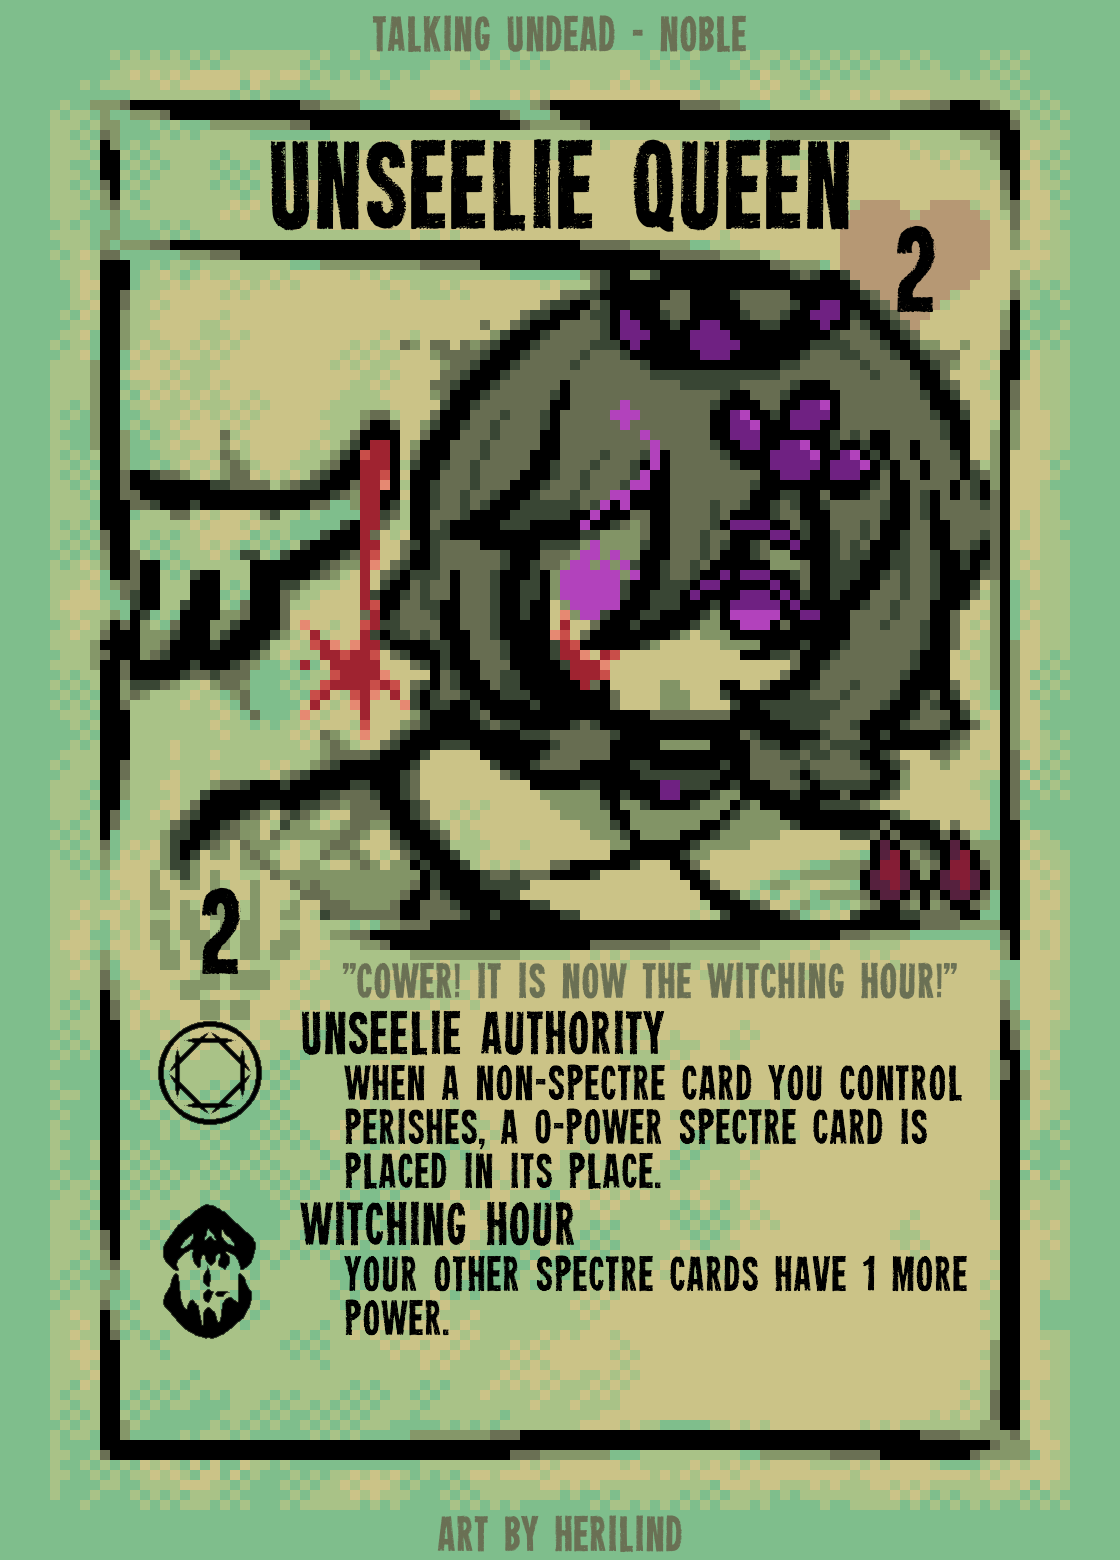 TALKING UNDEAD - NOBLE
UNSEELIE QUEEN
2
2
"COWER! IT IS NOW THE WITCHING HOUR!"
UNSEELIE AUTHORITY
WHEN A NON-SPECTRE CARD YOU CONTROL
PERISHES, A 0-POWER SPECTRE CARD IS
PLACED IN ITS PLACE.
WITCHING HOUR
YOUR OTHER SPECTRE CARDS HAVE 1 MORE
POWER.
ART BY HERILIND